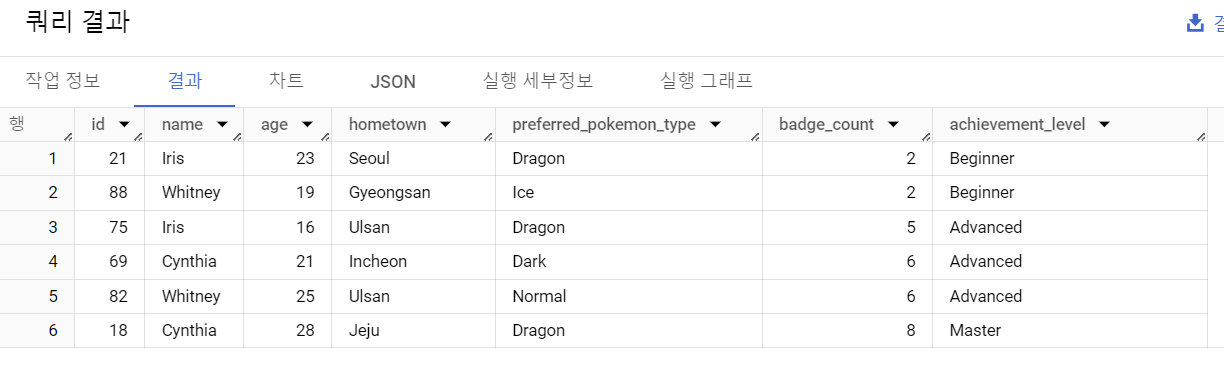 쿼리 결과
결
작업 정보 결과 차트 JSON 실행 세부정보 실행 그래프
행 id name age hometown preferred_pokemon_type badge_count achievement_level
1 21 Iris 23 Seoul Dragon 2 Beginner
2 88 Whitney 19 Gyeongsan Ice 2 Beginner
3 75 Iris 16 Ulsan Dragon 5 Advanced
4 69 Cynthia 21 Incheon Dark 6 Advanced
5 82 Whitney 25 Ulsan Normal 6 Advanced
6 18 Cynthia 28 Jeju Dragon 8 Master